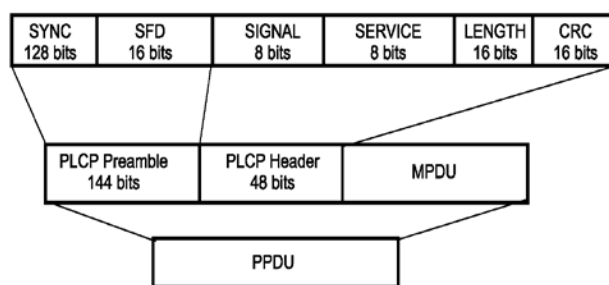 SYNC SFD SIGNAL SERVICE LENGTH CRC
128 bits 16 bits 8 bits 8 bits 16 bits 16 bits
PLCP Preamble PLCP Header MPDU
144 bits 48 bits
PPDU